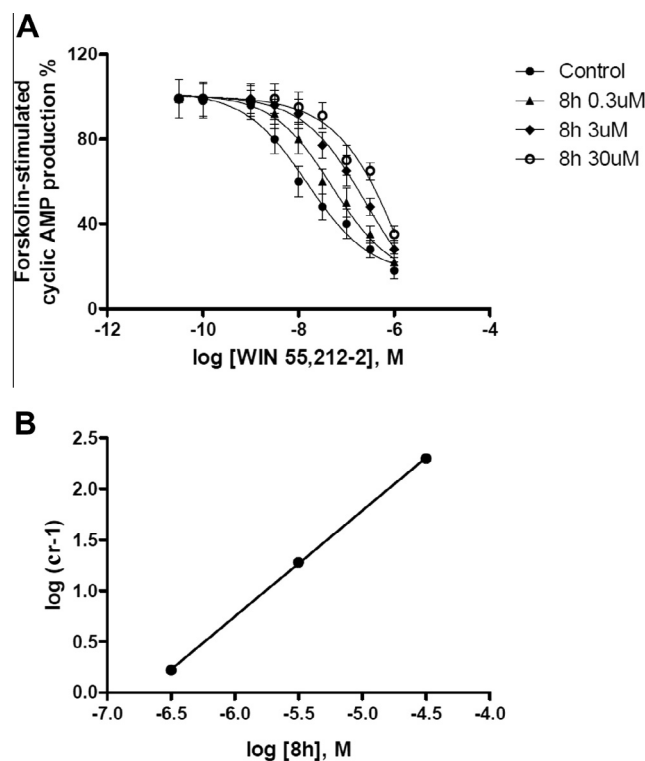 A
Forskolin-stimulated
cyclic AMP production %
120
80
40
0
-12
-10
-8
-6
-4
log [WIN 55,212-2], M
Control
8h 0.3uM
8h 3uM
8h 30uM
B
log (cr-1)
2.5
2.0
1.5
1.0
0.5
0.0
-7.0
-6.5
-6.0
-5.5
-5.0
-4.5
-4.0
log [8h], M